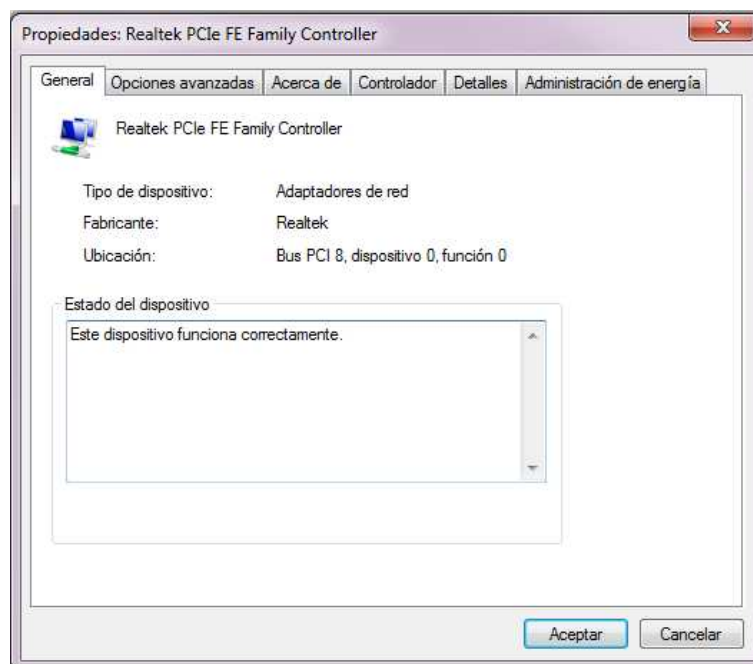 Propiedades: Realtek PCIe FE Family Controller
General Opciones avanzadas Acerca de Controlador Detalles Administración de energía
Realtek PCIe FE Family Controller
Tipo de dispositivo: Adaptadores de red
Fabricante: Realtek
Ubicación: Bus PCI 8, dispositivo 0, función 0
Estado del dispositivo
Este dispositivo funciona correctamente.
Aceptar Cancelar